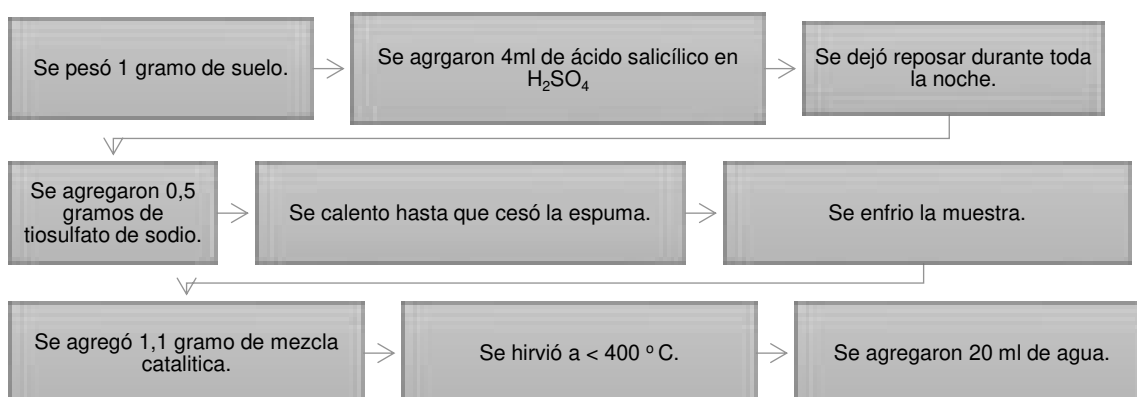 Se pesó 1 gramo de suelo.
Se agrgaron 4ml de ácido salicílico en
H₂SO₄
Se dejó reposar durante toda
la noche.
Se agregaron 0,5
gramos de
tiosulfato de sodio.
Se calento hasta que cesó la espuma.
Se enfrio la muestra.
Se agregó 1,1 gramo de mezcla
catalitica.
Se hirvió a < 400 ° C.
Se agregaron 20 ml de agua.